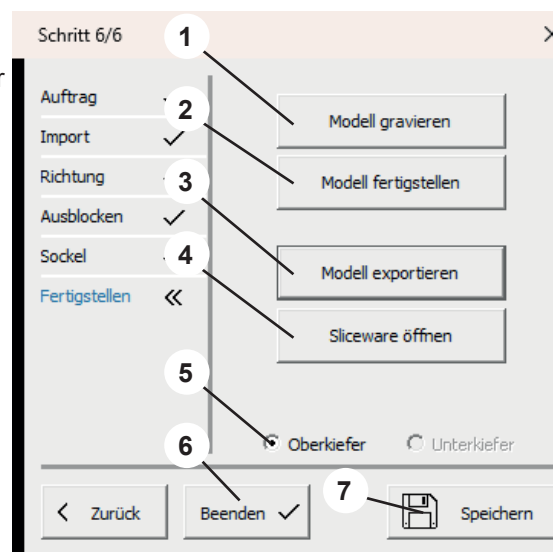 Schritt 6/6
1
r
Auftrag
2
Modell gravieren
Import
Richtung
3
Modell fertigstellen
Ausblocken
Sockel
4
Modell exportieren
Fertigstellen
Sliceware öffnen
5
Oberkiefer Unterkiefer
6
7
Zurück Beenden Speichern